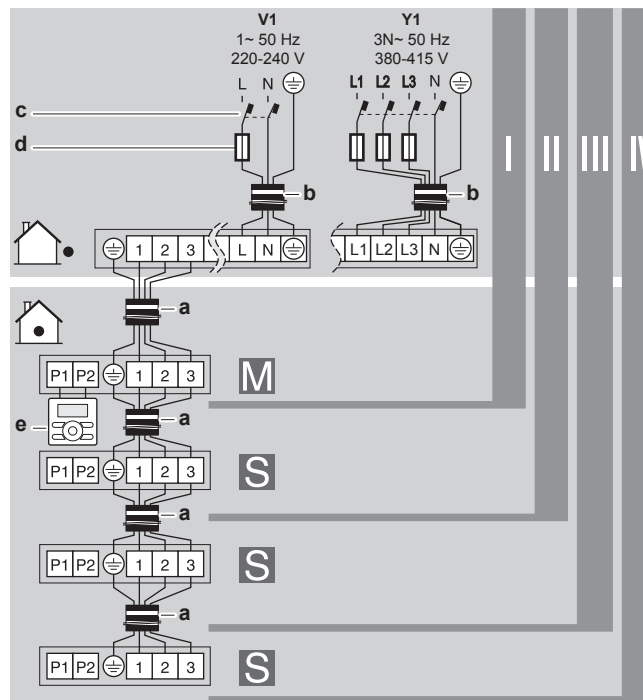 V1 Y1
1~ 50 Hz 3N~ 50 Hz
220-240 V 380-415 V
L N L1 L2 L3 N
c
d
I II III IV
b b
1 2 3 L N L1 L2 L3 N
a
P1 P2 1 2 3 M
e
a
P1 P2 1 2 3 S
a
P1 P2 1 2 3 S
a
P1 P2 1 2 3 S